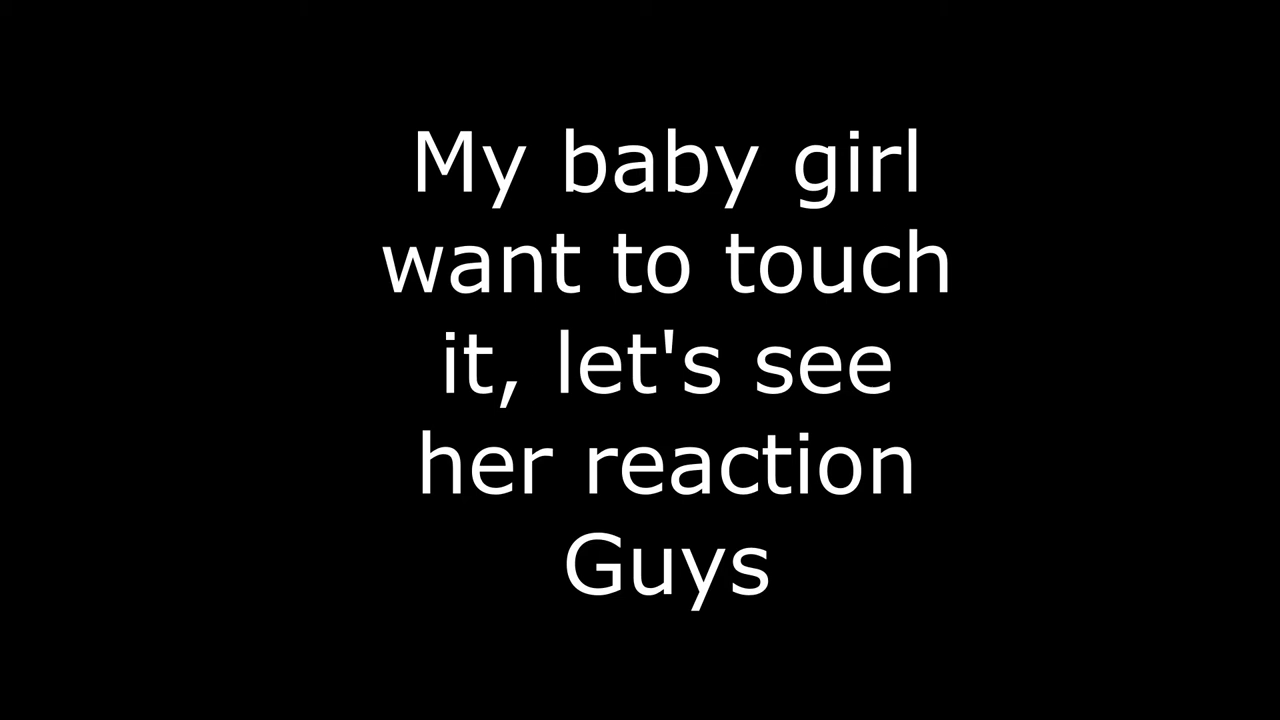 My baby girl
want to touch
it, let's see
her reaction
Guys